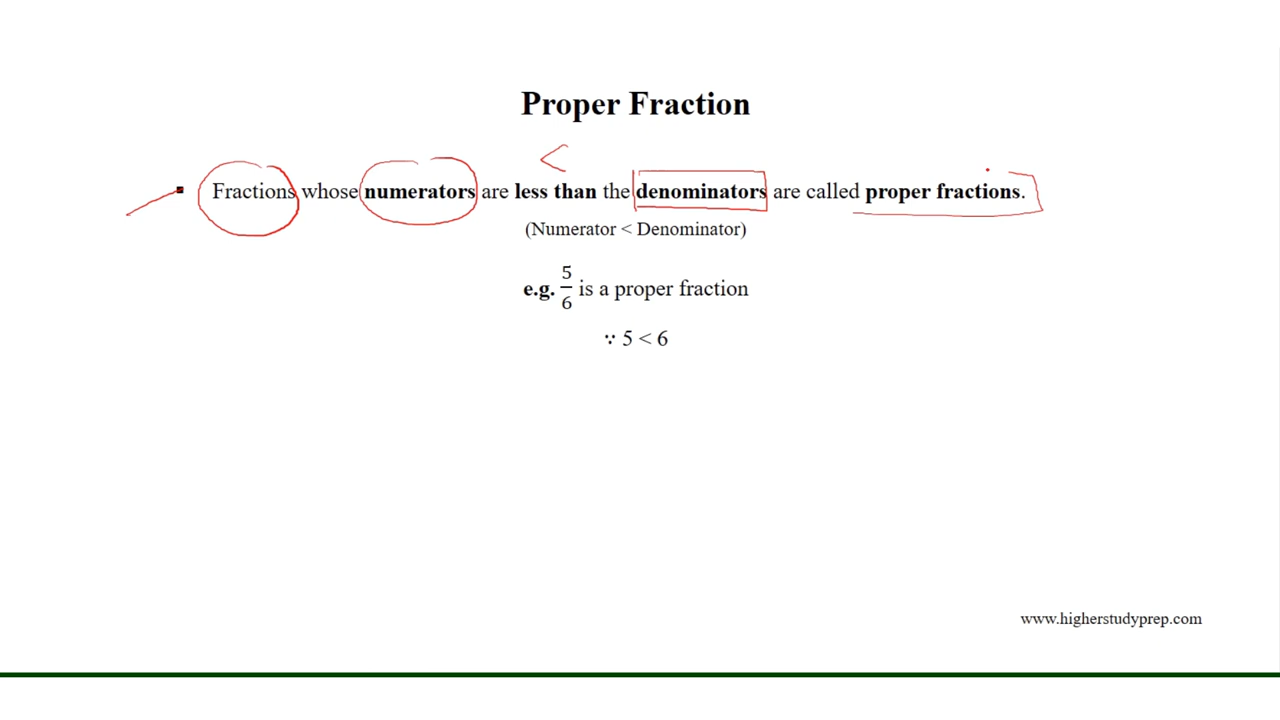 Proper Fraction
<
Fractions whose numerators are less than the denominators are called proper fractions.
(Numerator < Denominator)
e.g. 5/6 is a proper fraction
∵ 5 < 6
www.higherstudyprep.com